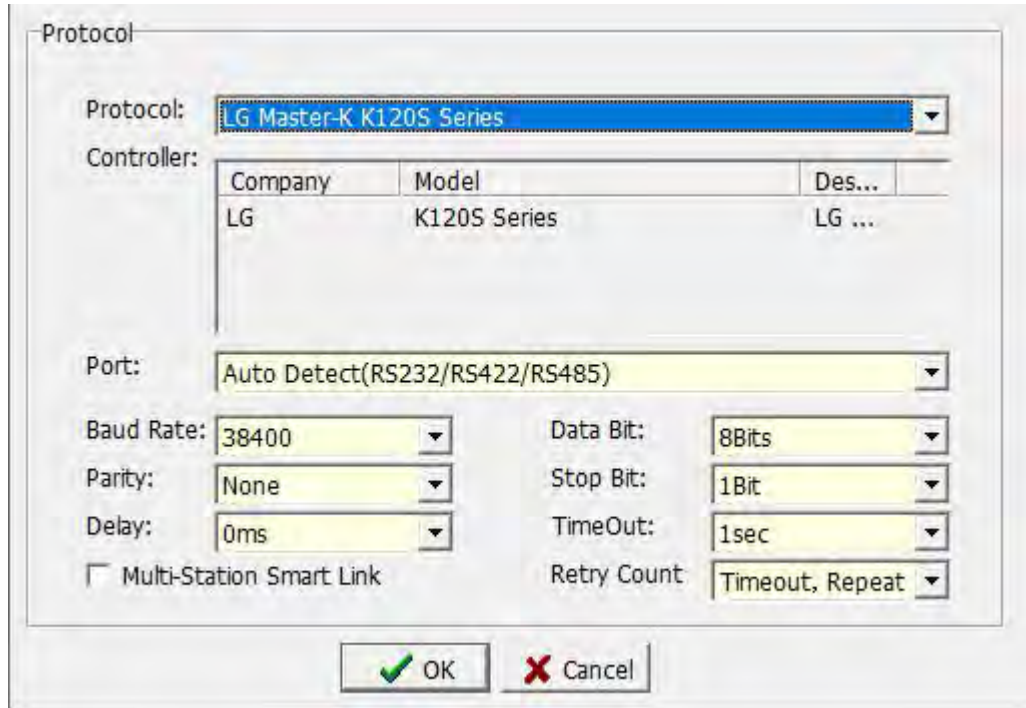 Protocol
Protocol: LG Master-K K120S Series
Controller:
Company Model Des...
LG K120S Series LG ...
Port: Auto Detect(RS232/RS422/RS485)
Baud Rate: 38400 Data Bit: 8Bits
Parity: None Stop Bit: 1Bit
Delay: 0ms TimeOut: 1sec
Multi-Station Smart Link Retry Count Timeout, Repeat
OK Cancel